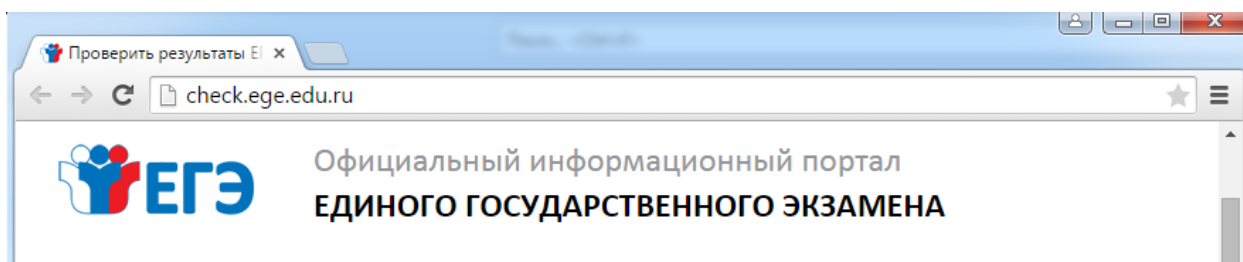 Проверить результаты Е
check.ege.edu.ru
ЕГЭ
Официальный информационный портал
ЕДИНОГО ГОСУДАРСТВЕННОГО ЭКЗАМЕНА